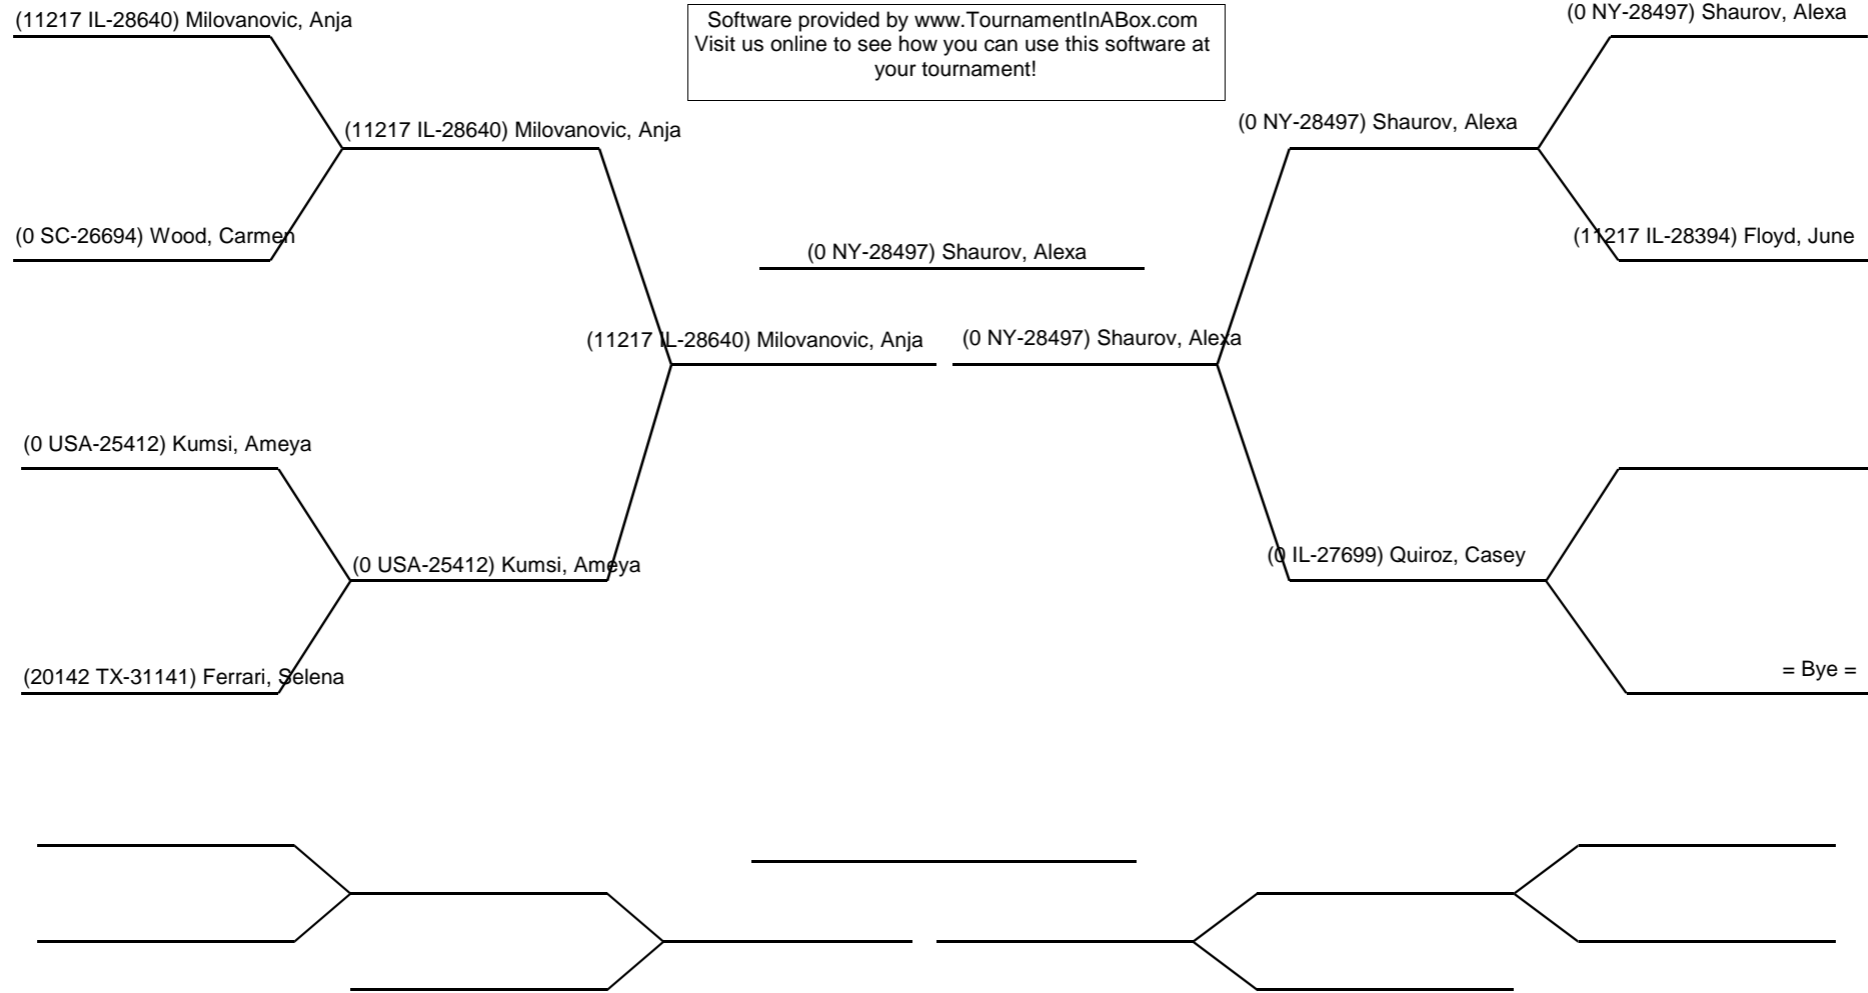 (11217 IL-28640) Milovanovic, Anja
Software provided by www.TournamentInABox.com
Visit us online to see how you can use this software at
your tournament!
(0 NY-28497) Shaurov, Alexa
(11217 IL-28640) Milovanovic, Anja
(0 NY-28497) Shaurov, Alexa
(0 SC-26694) Wood, Carmen
(0 NY-28497) Shaurov, Alexa
(11217 IL-28394) Floyd, June
(11217 IL-28640) Milovanovic, Anja
(0 NY-28497) Shaurov, Alexa
(0 USA-25412) Kumsi, Ameya
(0 USA-25412) Kumsi, Ameya
(0 IL-27699) Quiroz, Casey
(20142 TX-31141) Ferrari, Selena
= Bye =